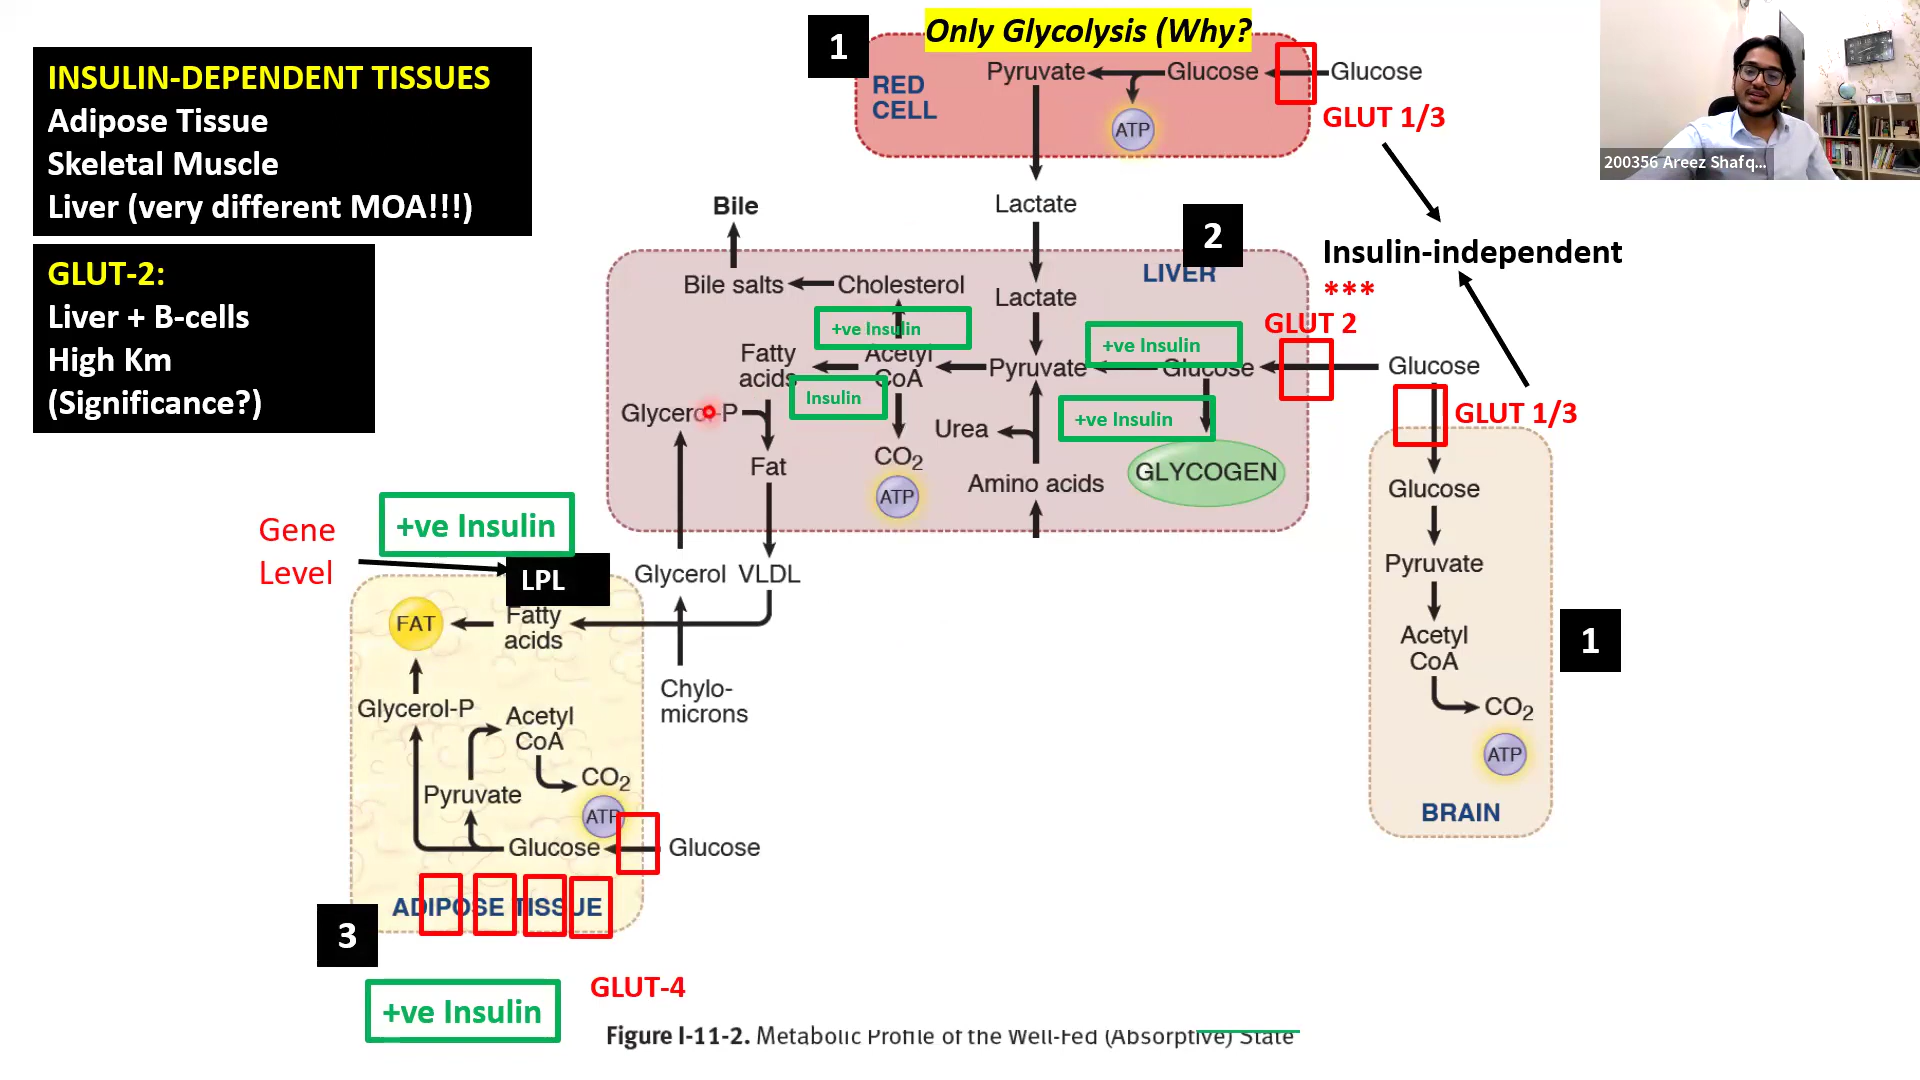 Only Glycolysis (Why?
1
INSULIN-DEPENDENT TISSUES
Adipose Tissue
Skeletal Muscle
Liver (very different MOA!!!)
GLUT-2:
Liver + B-cells
High Km
(Significance?)
RED
CELL
Pyruvate
Glucose
Glucose
ATP
GLUT 1/3
200356 Areez Shafq...
Lactate
Bile
2
Insulin-independent
***
LIVER
Bile salts
Cholesterol
Lactate
GLUT 2
+ve Insulin
+ve Insulin
Fatty
acids
Acetyl
CoA
Pyruvate
Glucose
Glucose
Insulin
+ve Insulin
Glycerol-P
GLUT 1/3
Urea
Fat
CO2
ATP
Amino acids
GLYCOGEN
Glucose
Pyruvate
Acetyl
CoA
CO2
ATP
BRAIN
1
Gene
Level
+ve Insulin
LPL
Glycerol
VLDL
FAT
Fatty
acids
Chylo-
microns
Glycerol-P
Acetyl
CoA
CO2
ATP
Pyruvate
Glucose
Glucose
ADIPOSE TISSUE
3
+ve Insulin
GLUT-4
Figure I-11-2. Metabolic Profile of the Well-Fed (Absorptive) State